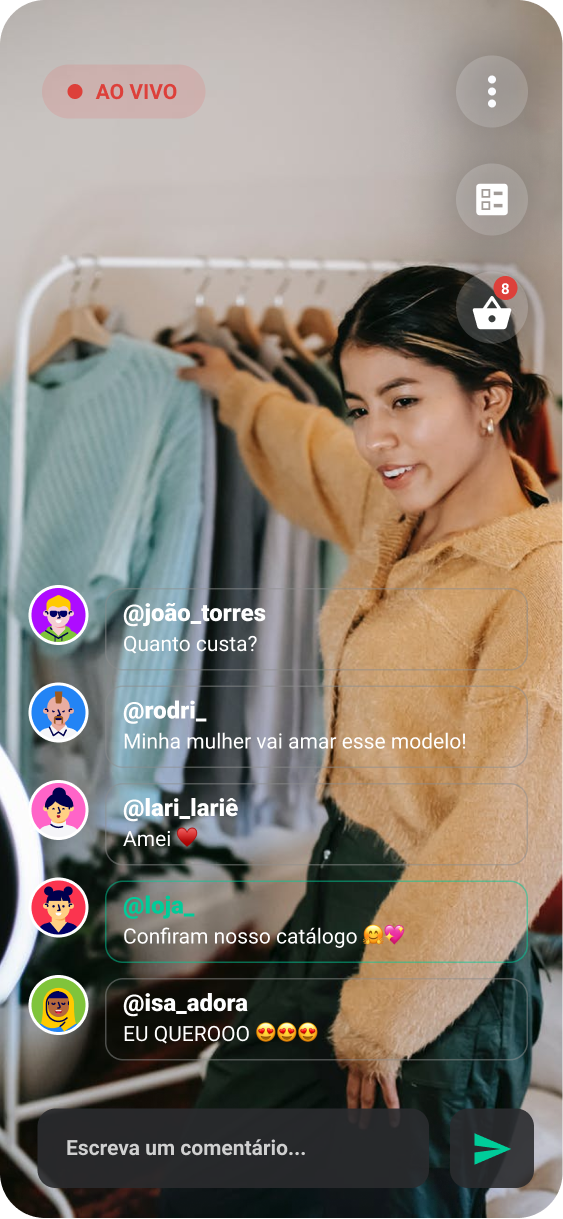 AO VIVO
8
@joão_torres
Quanto custa?
@rodri_
Minha mulher vai amar esse modelo!
@lari_lariê
Amei ❤️
@loja_
Confiram nosso catálogo 🤗💖
@isa_adora
EU QUEROOO 😍😍😍
Escreva um comentário...